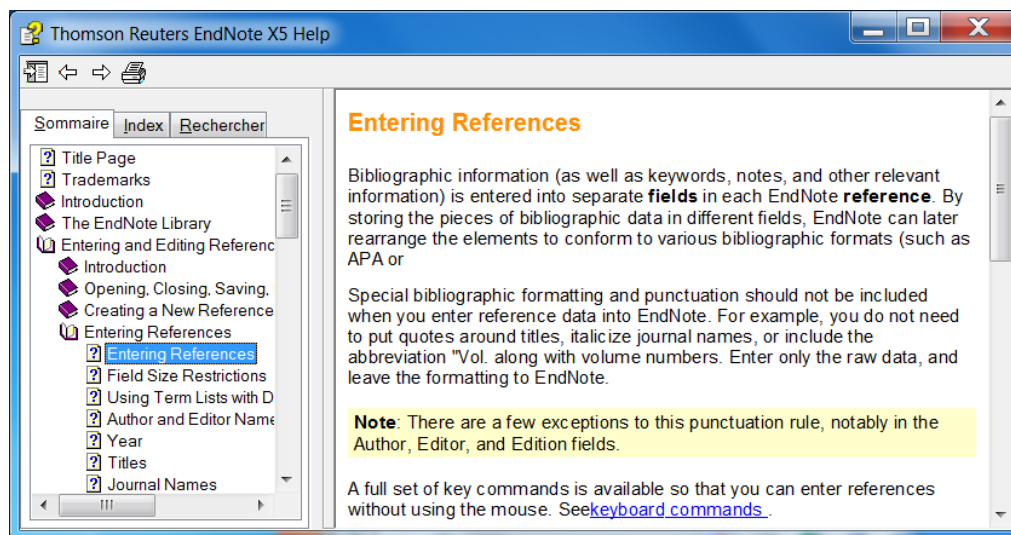 Thomson Reuters EndNote X5 Help
Sommaire Index Rechercher
Title Page
Trademarks
Introduction
The EndNote Library
Entering and Editing Referenc
Introduction
Opening, Closing, Saving,
Creating a New Reference
Entering References
Entering References
Field Size Restrictions
Using Term Lists with D
Author and Editor Name
Year
Titles
Journal Names
Entering References
Bibliographic information (as well as keywords, notes, and other relevant
information) is entered into separate fields in each EndNote reference. By
storing the pieces of bibliographic data in different fields, EndNote can later
rearrange the elements to conform to various bibliographic formats (such as
APA or
Special bibliographic formatting and punctuation should not be included
when you enter reference data into EndNote. For example, you do not need
to put quotes around titles, italicize journal names, or include the
abbreviation "Vol. along with volume numbers. Enter only the raw data, and
leave the formatting to EndNote.
Note: There are a few exceptions to this punctuation rule, notably in the
Author, Editor, and Edition fields.
A full set of key commands is available so that you can enter references
without using the mouse. Seekeyboard commands .